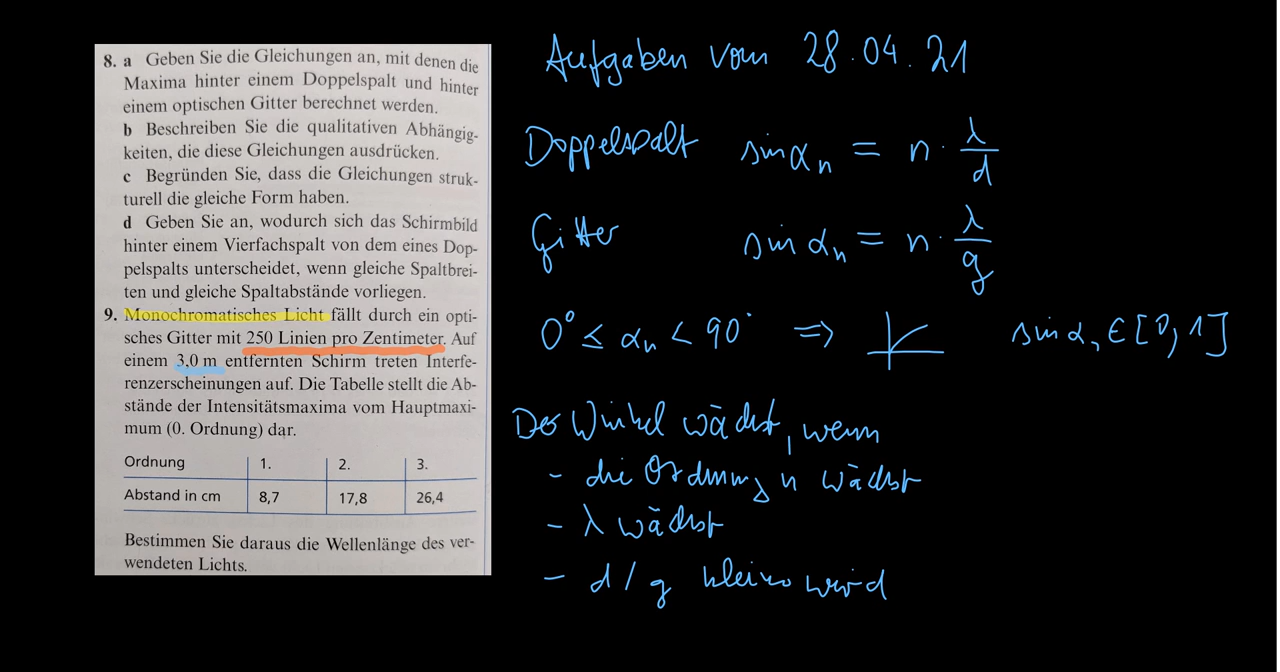 8. a Geben Sie die Gleichungen an, mit denen die
Maxima hinter einem Doppelspalt und hinter
einem optischen Gitter berechnet werden.
b Beschreiben Sie die qualitativen Abhängig-
keiten, die diese Gleichungen ausdrücken.
c Begründen Sie, dass die Gleichungen struk-
turell die gleiche Form haben.
d Geben Sie an, wodurch sich das Schirmbild
hinter einem Vierfachspalt von dem eines Dop-
pelspalts unterscheidet, wenn gleiche Spaltbrei-
ten und gleiche Spaltabstände vorliegen.
9. Monochromatisches Licht fällt durch ein opti-
sches Gitter mit 250 Linien pro Zentimeter. Auf
einem 3,0 m entfernten Schirm treten Interfe-
renzerscheinungen auf. Die Tabelle stellt die Ab-
stände der Intensitätsmaxima vom Hauptmaxi-
mum (0. Ordnung) dar.
Ordnung 1. 2. 3.
Abstand in cm 8,7 17,8 26,4
Bestimmen Sie daraus die Wellenlänge des ver-
wendeten Lichts.
Aufgaben vom 28.04.21
Doppelspalt sin αn = n · λ/d
Gitter sin αn = n · λ/g
0° ≤ αn < 90° ⇒ sin αn ∈ [0, 1]
Der Winkel wächst, wenn
- die Ordnung n wächst
- λ wächst
- d/g kleiner wird